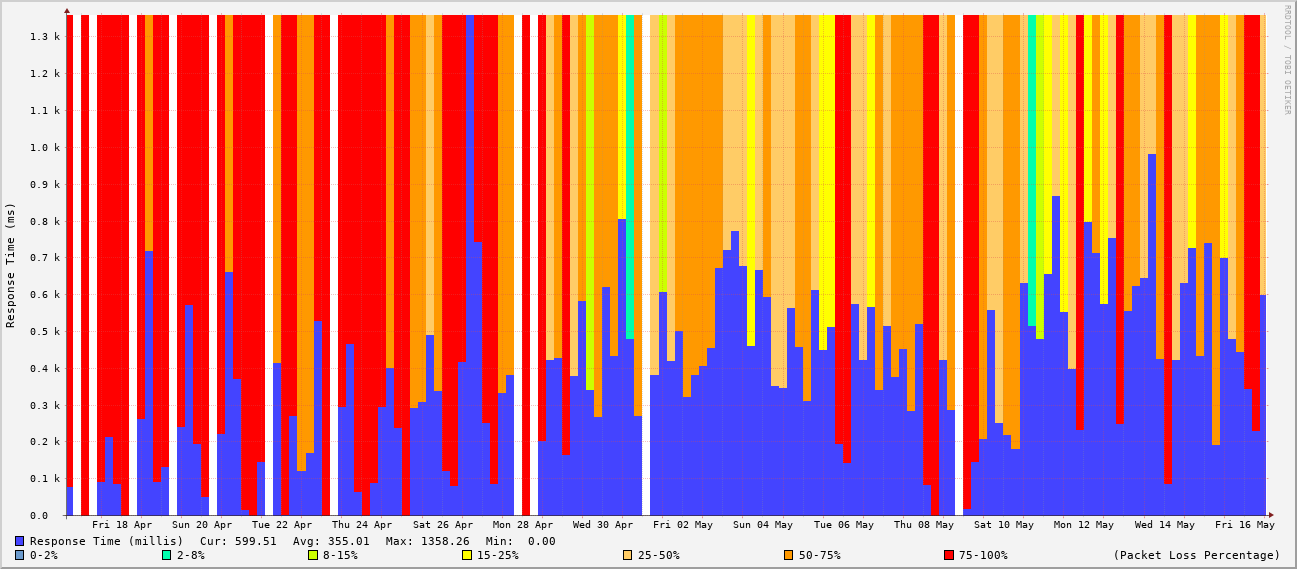 RRDTOOL / TOBI OETIKER
Response Time (ms)
1.3 k
1.2 k
1.1 k
1.0 k
0.9 k
0.8 k
0.7 k
0.6 k
0.5 k
0.4 k
0.3 k
0.2 k
0.1 k
0.0
Fri 18 Apr Sun 20 Apr Tue 22 Apr Thu 24 Apr Sat 26 Apr Mon 28 Apr Wed 30 Apr Fri 02 May Sun 04 May Tue 06 May Thu 08 May Sat 10 May Mon 12 May Wed 14 May Fri 16 May
Response Time (millis) Cur: 599.51 Avg: 355.01 Max: 1358.26 Min: 0.00
0-2% 2-8% 8-15% 15-25% 25-50% 50-75% 75-100% (Packet Loss Percentage)